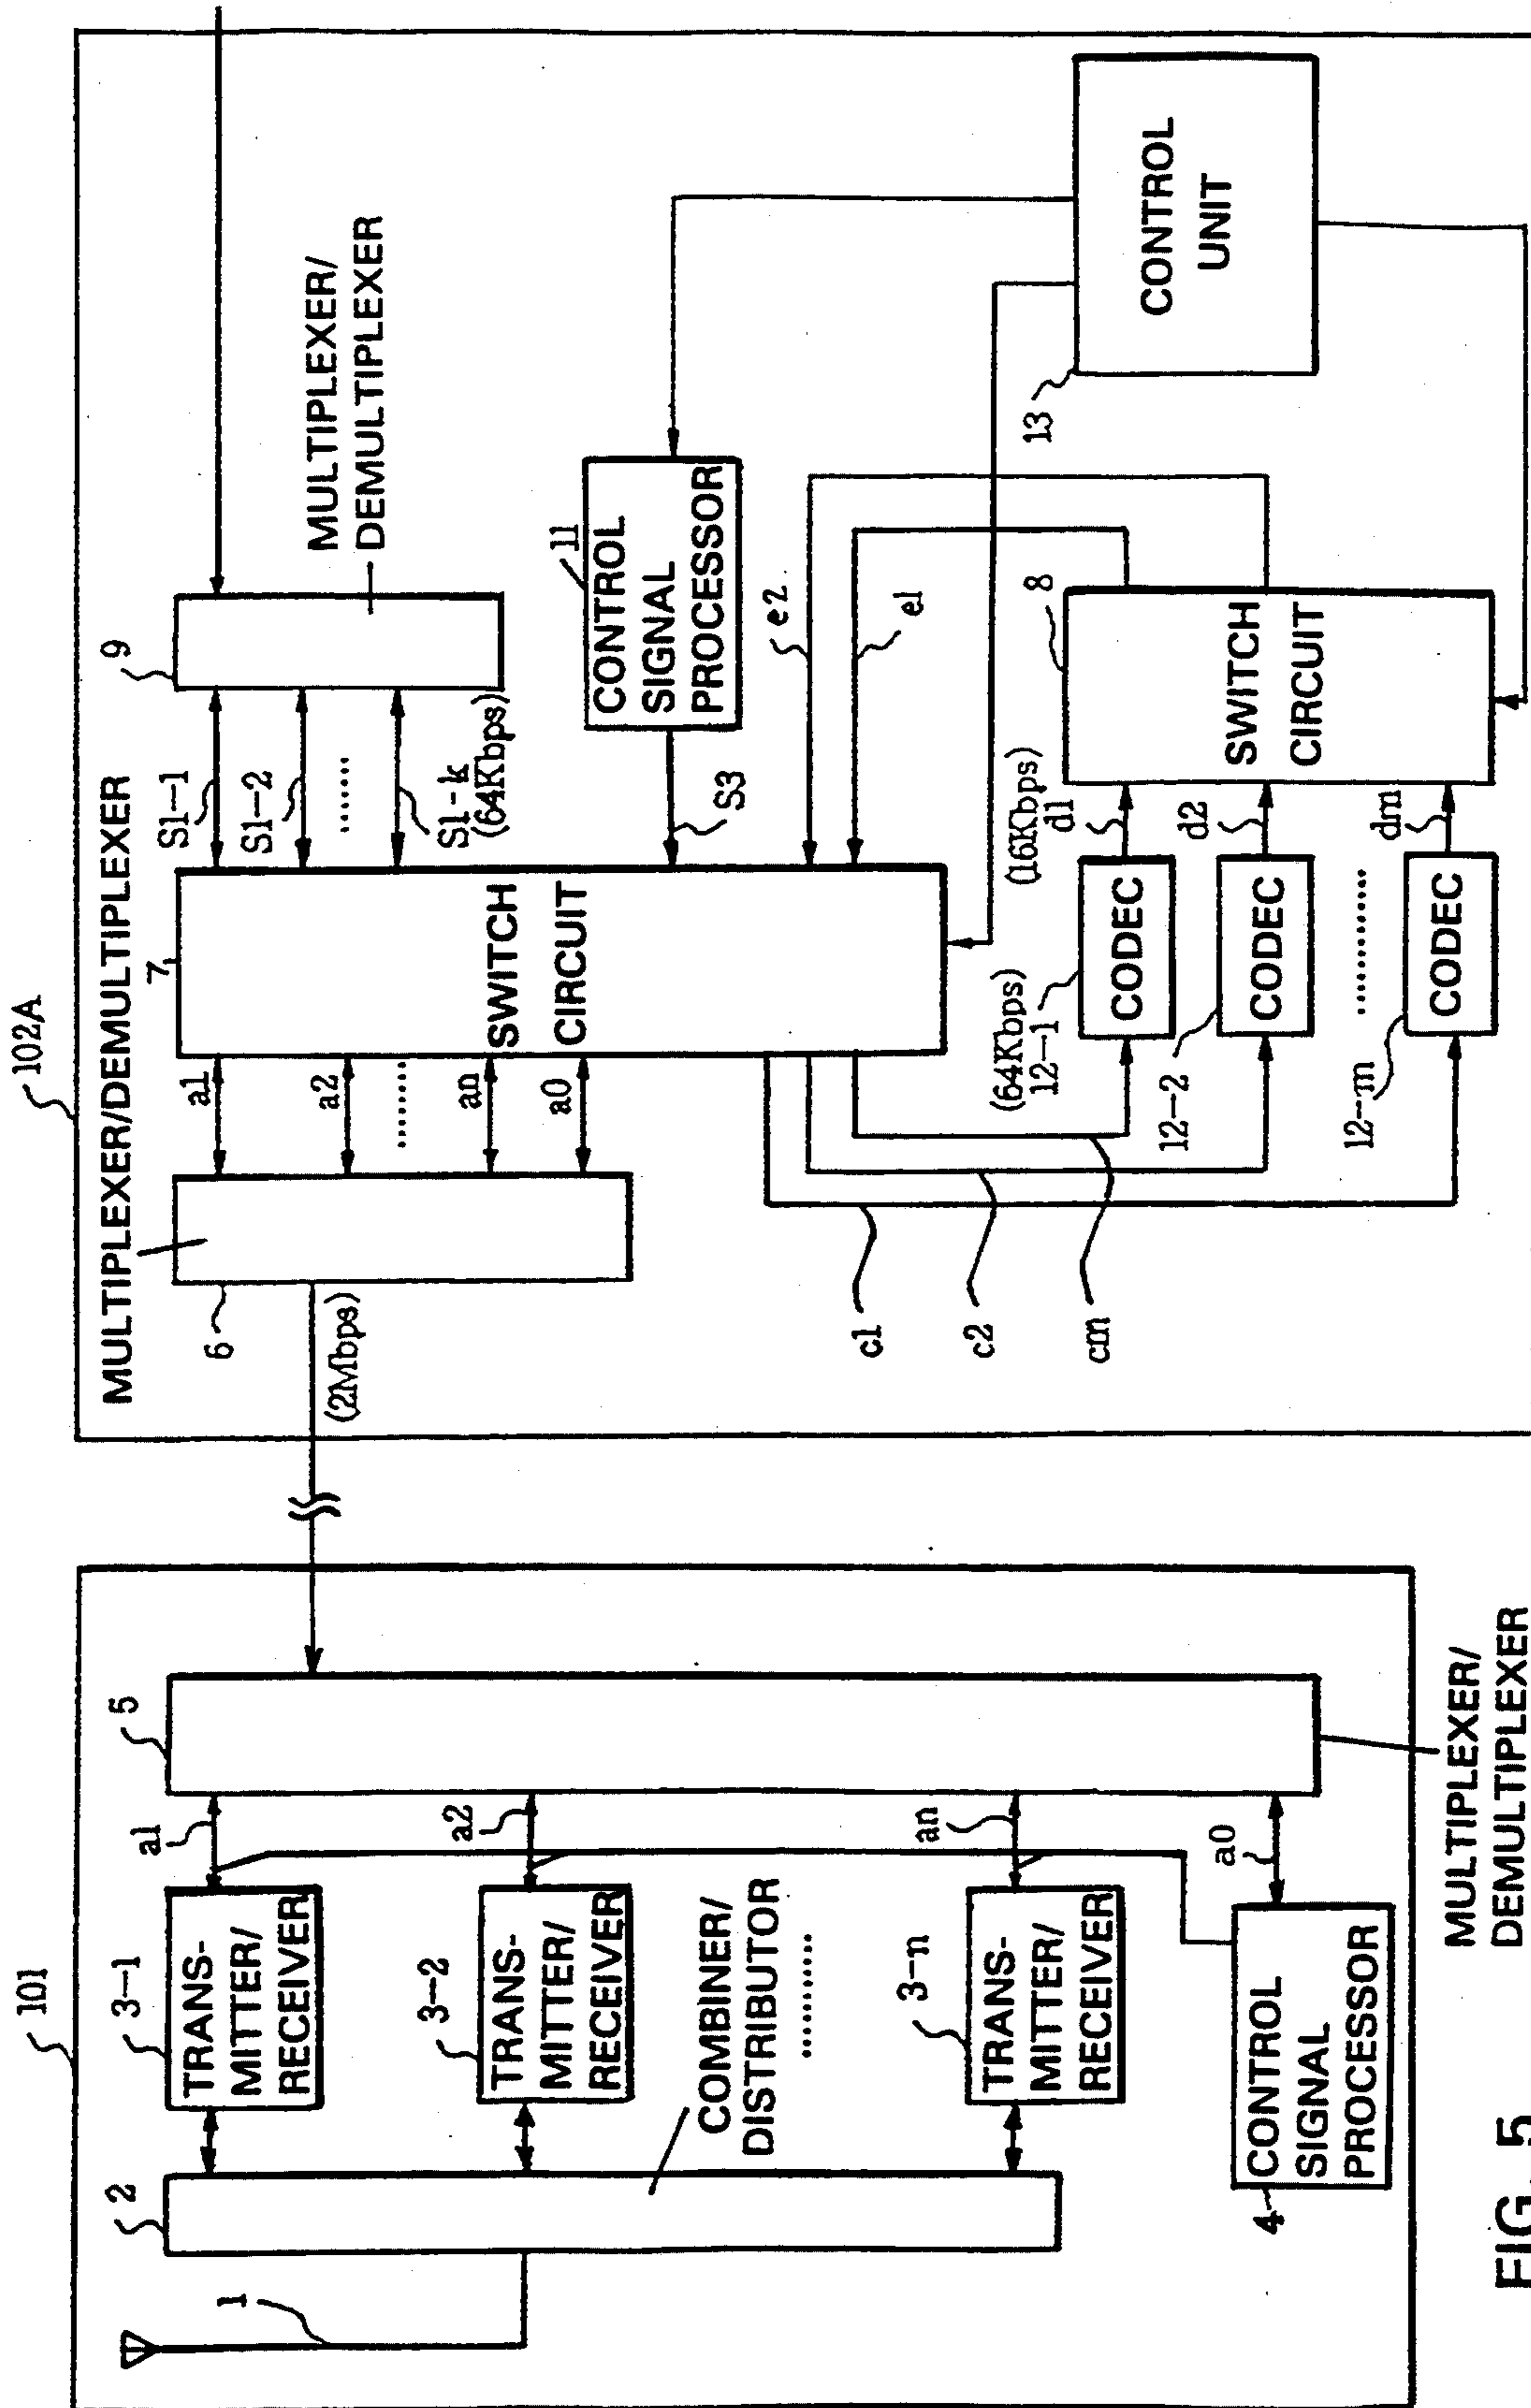 101
1
2
COMBINER/
DISTRIBUTOR
3-1
TRANS-
MITTER/
RECEIVER
3-2
TRANS-
MITTER/
RECEIVER
........
3-n
TRANS-
MITTER/
RECEIVER
4
CONTROL
SIGNAL
PROCESSOR
a1
a2
an
a0
5
MULTIPLEXER/
DEMULTIPLEXER
102A
MULTIPLEXER/DEMULTIPLEXER
6
(2Mbps)
a1
a2
........
an
a0
7
SWITCH
CIRCUIT
S1-1
S1-2
........
S1-k
(64Kbps)
9
MULTIPLEXER/
DEMULTIPLEXER
S3
11
CONTROL
SIGNAL
PROCESSOR
e2
e1
c1
c2
cm
(64Kbps)
12-1
CODEC
(16Kbps)
d1
12-2
CODEC
d2
........
12-m
CODEC
dm
8
SWITCH
CIRCUIT
13
CONTROL
UNIT
FIG. 5